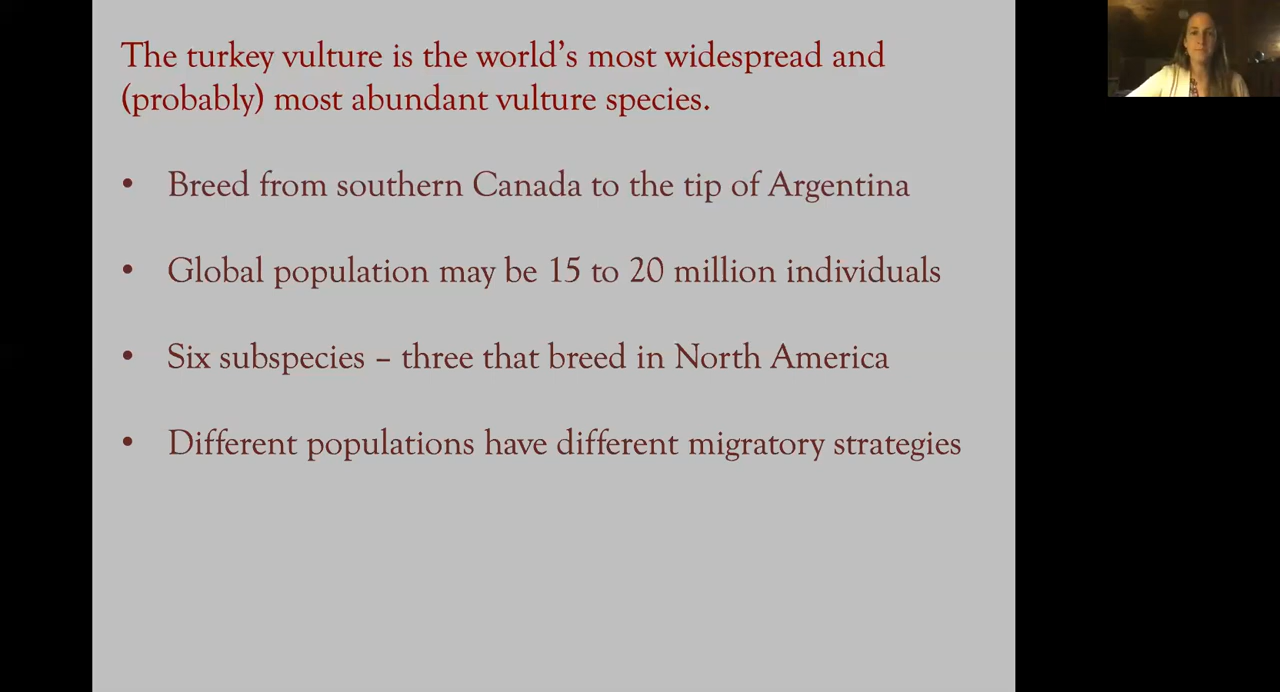 The turkey vulture is the world’s most widespread and
(probably) most abundant vulture species.
• Breed from southern Canada to the tip of Argentina
• Global population may be 15 to 20 million individuals
• Six subspecies – three that breed in North America
• Different populations have different migratory strategies